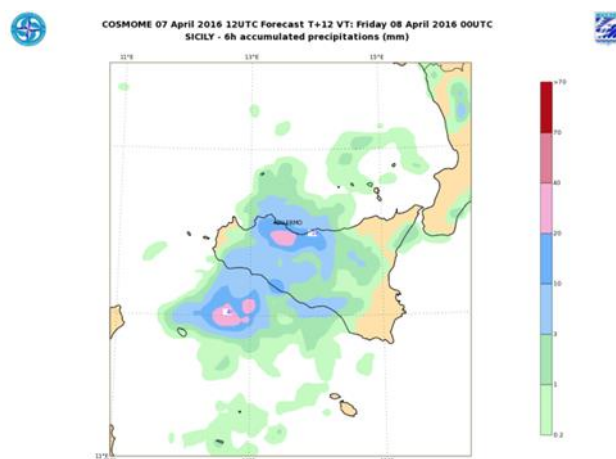 COSMOME 07 April 2016 12UTC Forecast T+12 VT: Friday 08 April 2016 00UTC
SICILY - 6h accumulated precipitations (mm)
11°E
13°E
15°E
>70
70
40
20
10
3
1
0.2